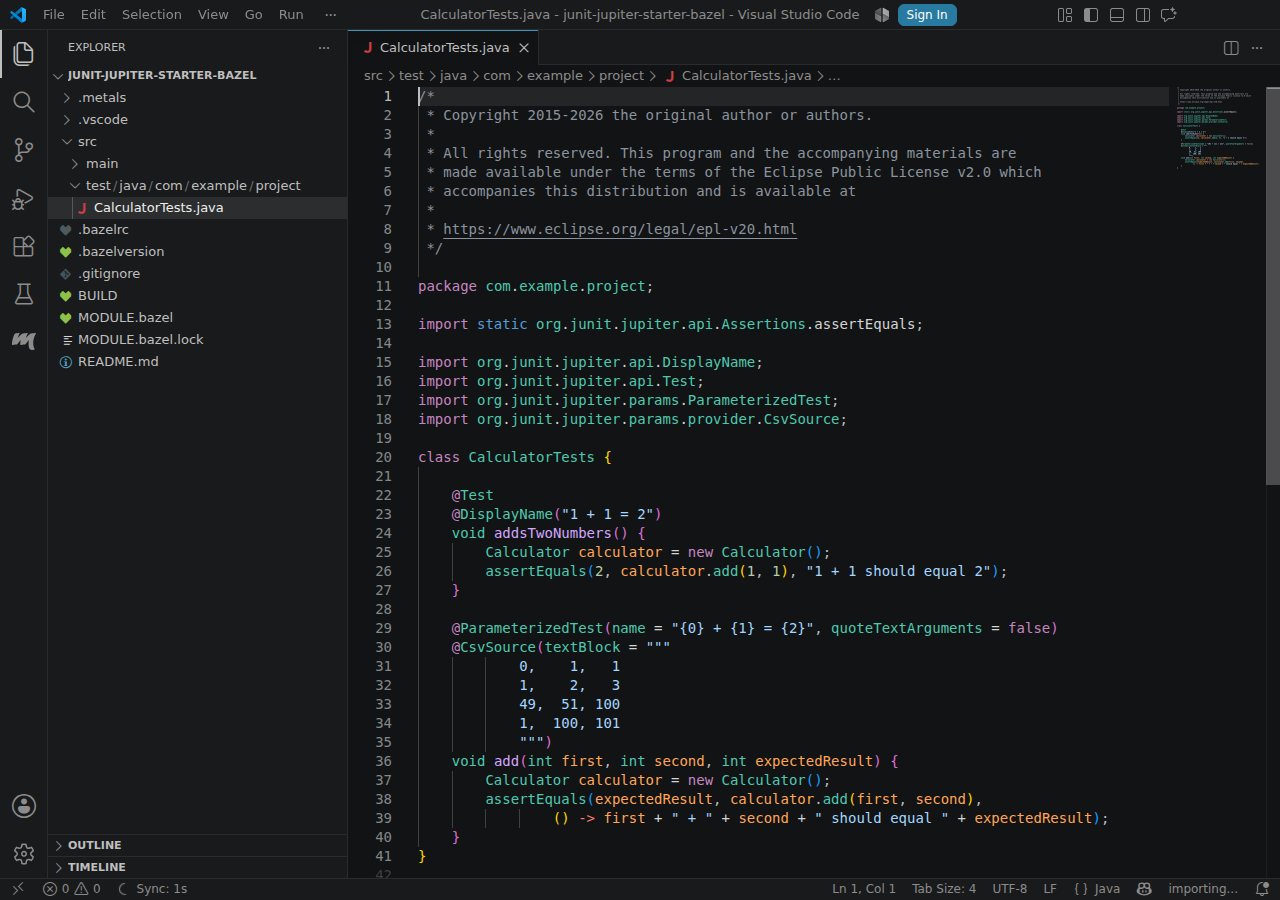 File Edit Selection View Go Run ··· CalculatorTests.java - junit-jupiter-starter-bazel - Visual Studio Code Sign In
EXPLORER ···
JUNIT-JUPITER-STARTER-BAZEL
.metals
.vscode
src
main
test/java/com/example/project
CalculatorTests.java
.bazelrc
.bazelversion
.gitignore
BUILD
MODULE.bazel
MODULE.bazel.lock
README.md
OUTLINE
TIMELINE
CalculatorTests.java
src > test > java > com > example > project > CalculatorTests.java > ...
1 /*
2  * Copyright 2015-2026 the original author or authors.
3  *
4  * All rights reserved. This program and the accompanying materials are
5  * made available under the terms of the Eclipse Public License v2.0 which
6  * accompanies this distribution and is available at
7  *
8  * https://www.eclipse.org/legal/epl-v20.html
9  */
10
11 package com.example.project;
12
13 import static org.junit.jupiter.api.Assertions.assertEquals;
14
15 import org.junit.jupiter.api.DisplayName;
16 import org.junit.jupiter.api.Test;
17 import org.junit.jupiter.params.ParameterizedTest;
18 import org.junit.jupiter.params.provider.CsvSource;
19
20 class CalculatorTests {
21
22     @Test
23     @DisplayName("1 + 1 = 2")
24     void addsTwoNumbers() {
25         Calculator calculator = new Calculator();
26         assertEquals(2, calculator.add(1, 1), "1 + 1 should equal 2");
27     }
28
29     @ParameterizedTest(name = "{0} + {1} = {2}", quoteTextArguments = false)
30     @CsvSource(textBlock = """
31             0,    1,   1
32             1,    2,   3
33             49,  51, 100
34             1,  100, 101
35             """)
36     void add(int first, int second, int expectedResult) {
37         Calculator calculator = new Calculator();
38         assertEquals(expectedResult, calculator.add(first, second),
39                 () -> first + " + " + second + " should equal " + expectedResult);
40     }
41 }
42
0 0 Sync: 1s Ln 1, Col 1 Tab Size: 4 UTF-8 LF { } Java importing...